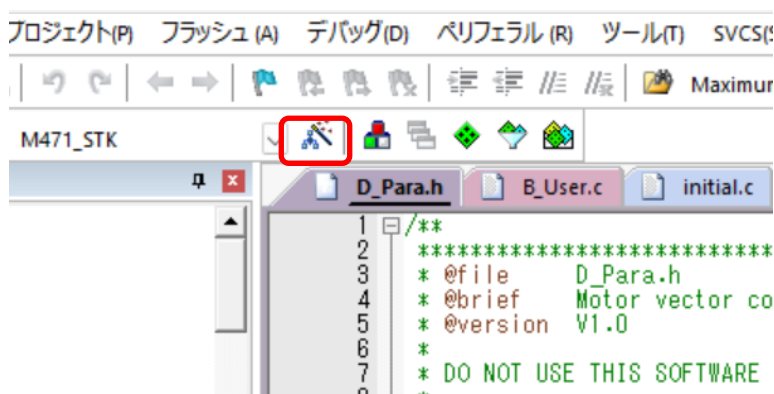 プロジェクト(P) フラッシュ (A) デバッグ(D) ペリフェラル (R) ツール(T) SVCS(S
Maximum
M471_STK
D_Para.h B_User.c initial.c
1 /**
2 ***************************
3 * @file D_Para.h
4 * @brief Motor vector co
5 * @version V1.0
6 *
7 * DO NOT USE THIS SOFTWARE